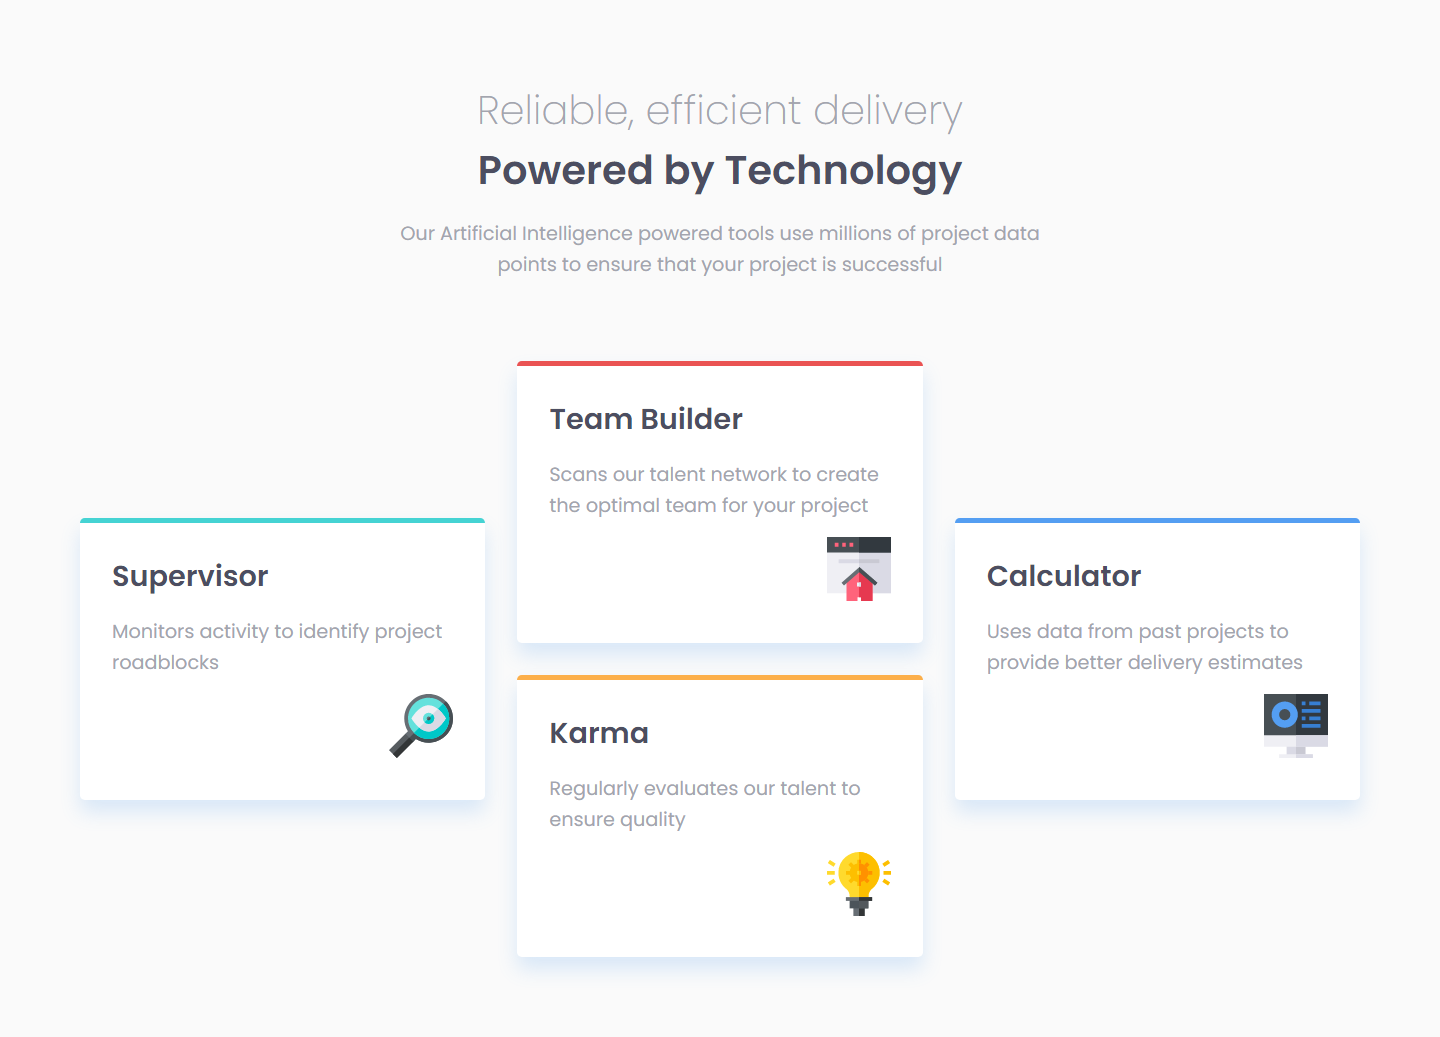 Reliable, efficient delivery
Powered by Technology
Our Artificial Intelligence powered tools use millions of project data
points to ensure that your project is successful
Supervisor
Monitors activity to identify project
roadblocks
Team Builder
Scans our talent network to create
the optimal team for your project
Karma
Regularly evaluates our talent to
ensure quality
Calculator
Uses data from past projects to
provide better delivery estimates